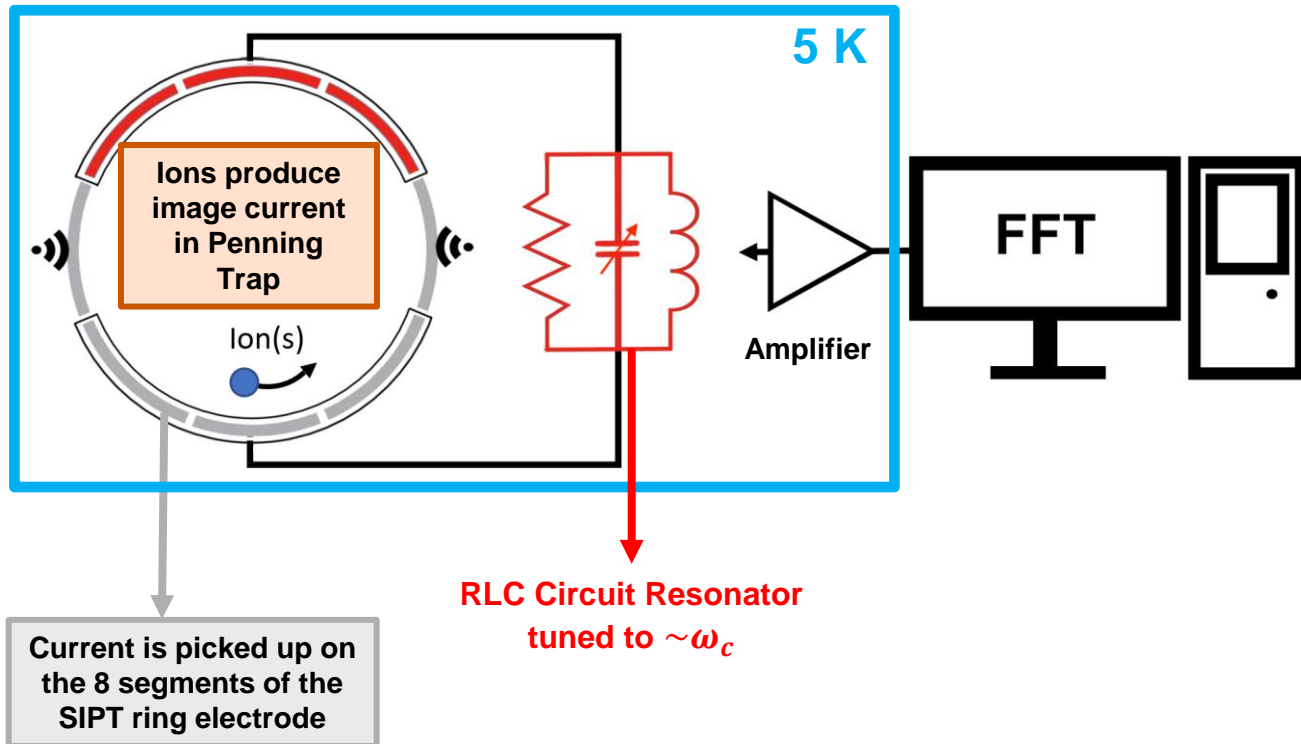 5 K
Ions produce
image current
in Penning
Trap
Ion(s)
Amplifier
FFT
RLC Circuit Resonator
tuned to ~ω_c
Current is picked up on
the 8 segments of the
SIPT ring electrode